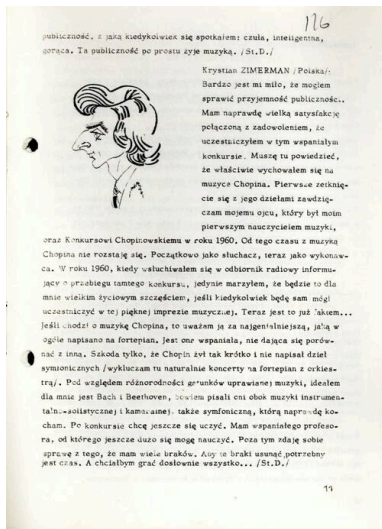 116
publiczność, z jaką kiedykolwiek się spotkałem: czuła, inteligentna,
gorąca. Ta publiczność po prostu żyje muzyką. /St.D./
Krystian ZIMERMAN /Polska/:
Bardzo jest mi miło, że mogłem
sprawić przyjemność publiczności.
Mam naprawdę wielką satysfakcję
połączoną z zadowoleniem, że
uczestniczyłem w tym wspaniałym
konkursie. Muszę tu powiedzieć,
że właściwie wychowałem się na
muzyce Chopina. Pierwsze zetknię-
cie się z jego dziełami zawdzię-
czam mojemu ojcu, który był moim
pierwszym nauczycielem muzyki,
oraz Konkursowi Chopinowskiemu w roku 1960. Od tego czasu z muzyką
Chopina nie rozstaję się. Początkowo jako słuchacz, teraz jako wykonaw-
ca. W roku 1960, kiedy wsłuchiwałem się w odbiornik radiowy informu-
jący o przebiegu tamtego konkursu, jedynie marzyłem, że będzie to dla
mnie wielkim życiowym szczęściem, jeśli kiedykolwiek będę sam mógł
uczestniczyć w tej pięknej imprezie muzycznej. Teraz jest to już faktem...
Jeśli chodzi o muzykę Chopina, to uważam ją za najgenialniejszą, jaką w
ogóle napisano na fortepian. Jest ona wspaniała, nie dająca się porów-
nać z inną. Szkoda tylko, że Chopin żył tak krótko i nie napisał dzieł
symfonicznych /wykluczam tu naturalnie koncerty na fortepian z orkies-
trą/. Pod względem różnorodności gatunków uprawianej muzyki, ideałem
dla mnie jest Bach i Beethoven, bowiem pisali oni obok muzyki instrumen-
talno-solistycznej i kameralnej, także symfoniczną, którą naprawdę ko-
cham. Po konkursie chcę jeszcze się uczyć. Mam wspaniałego profeso-
ra, od którego jeszcze dużo się mogę nauczyć. Poza tym zdaję sobie
sprawę z tego, że mam wiele braków. Aby te braki usunąć potrzebny
jest czas. A chciałbym grać dosłownie wszystko... /St.D./
11